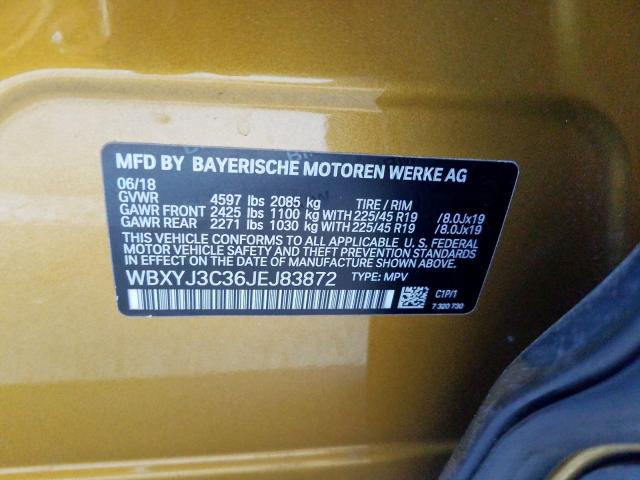 MFD BY BAYERISCHE MOTOREN WERKE AG
06/18
GVWR 4597 lbs 2085 kg TIRE / RIM
GAWR FRONT 2425 lbs 1100 kg WITH 225/45 R19 /8.0Jx19
GAWR REAR 2271 lbs 1030 kg WITH 225/45 R19 /8.0Jx19
THIS VEHICLE CONFORMS TO ALL APPLICABLE U. S. FEDERAL
MOTOR VEHICLE SAFETY AND THEFT PREVENTION STANDARDS
IN EFFECT ON THE DATE OF MANUFACTURE SHOWN ABOVE.
WBXYJ3C36JEJ83872 TYPE: MPV
C1P/1
7 320 730